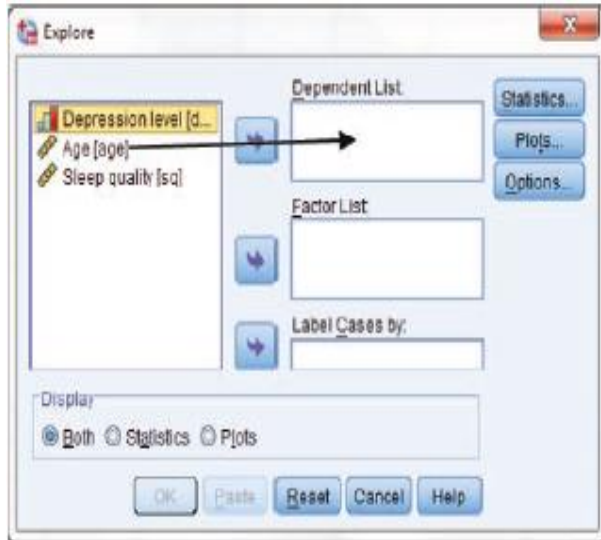 Explore
Dependent List
Depression level [d...
Age [age]
Sleep quality [sq]
Statistics...
Plots...
Options...
Factor List
Label Cases by:
Display
Both Statistics Plots
OK Paste Reset Cancel Help